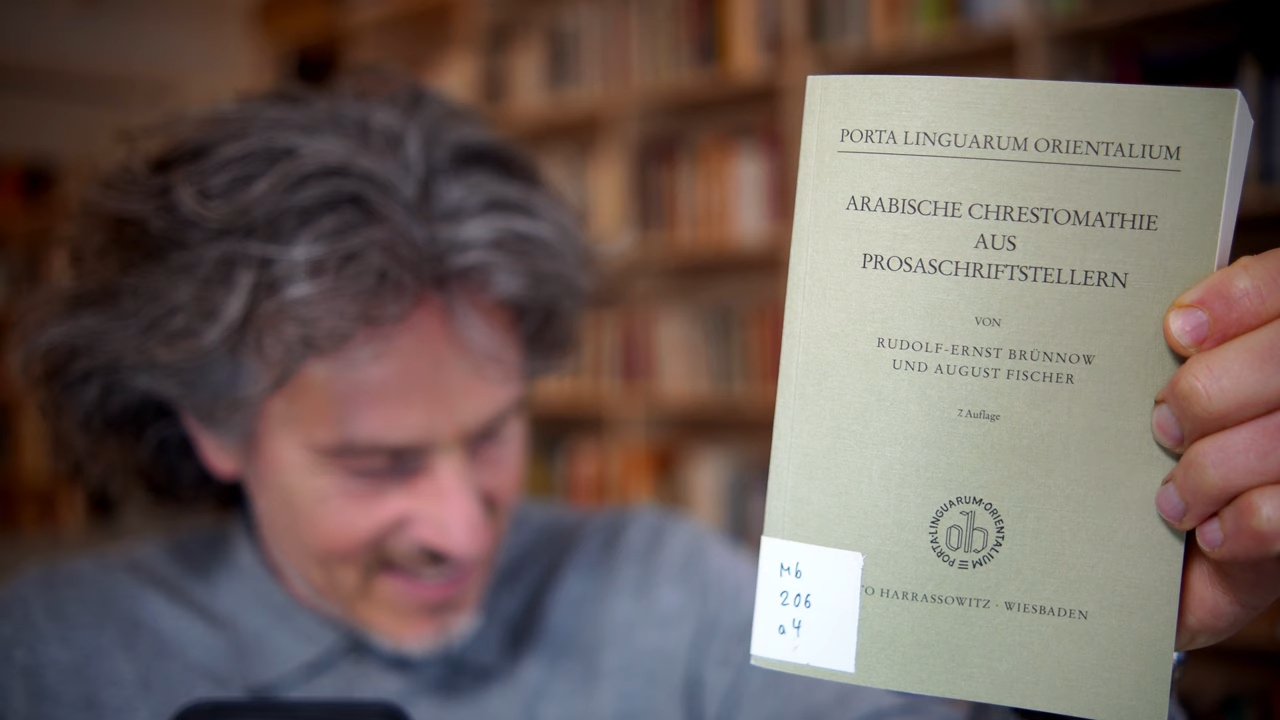 PORTA LINGUARUM ORIENTALIUM
ARABISCHE CHRESTOMATHIE
AUS
PROSASCHRIFTSTELLERN
VON
RUDOLF-ERNST BRÜNNOW
UND AUGUST FISCHER
2 Auflage
PORTA·LINGUARUM·ORIENTALIUM
Mb
206
a4
TO HARRASSOWITZ · WIESBADEN